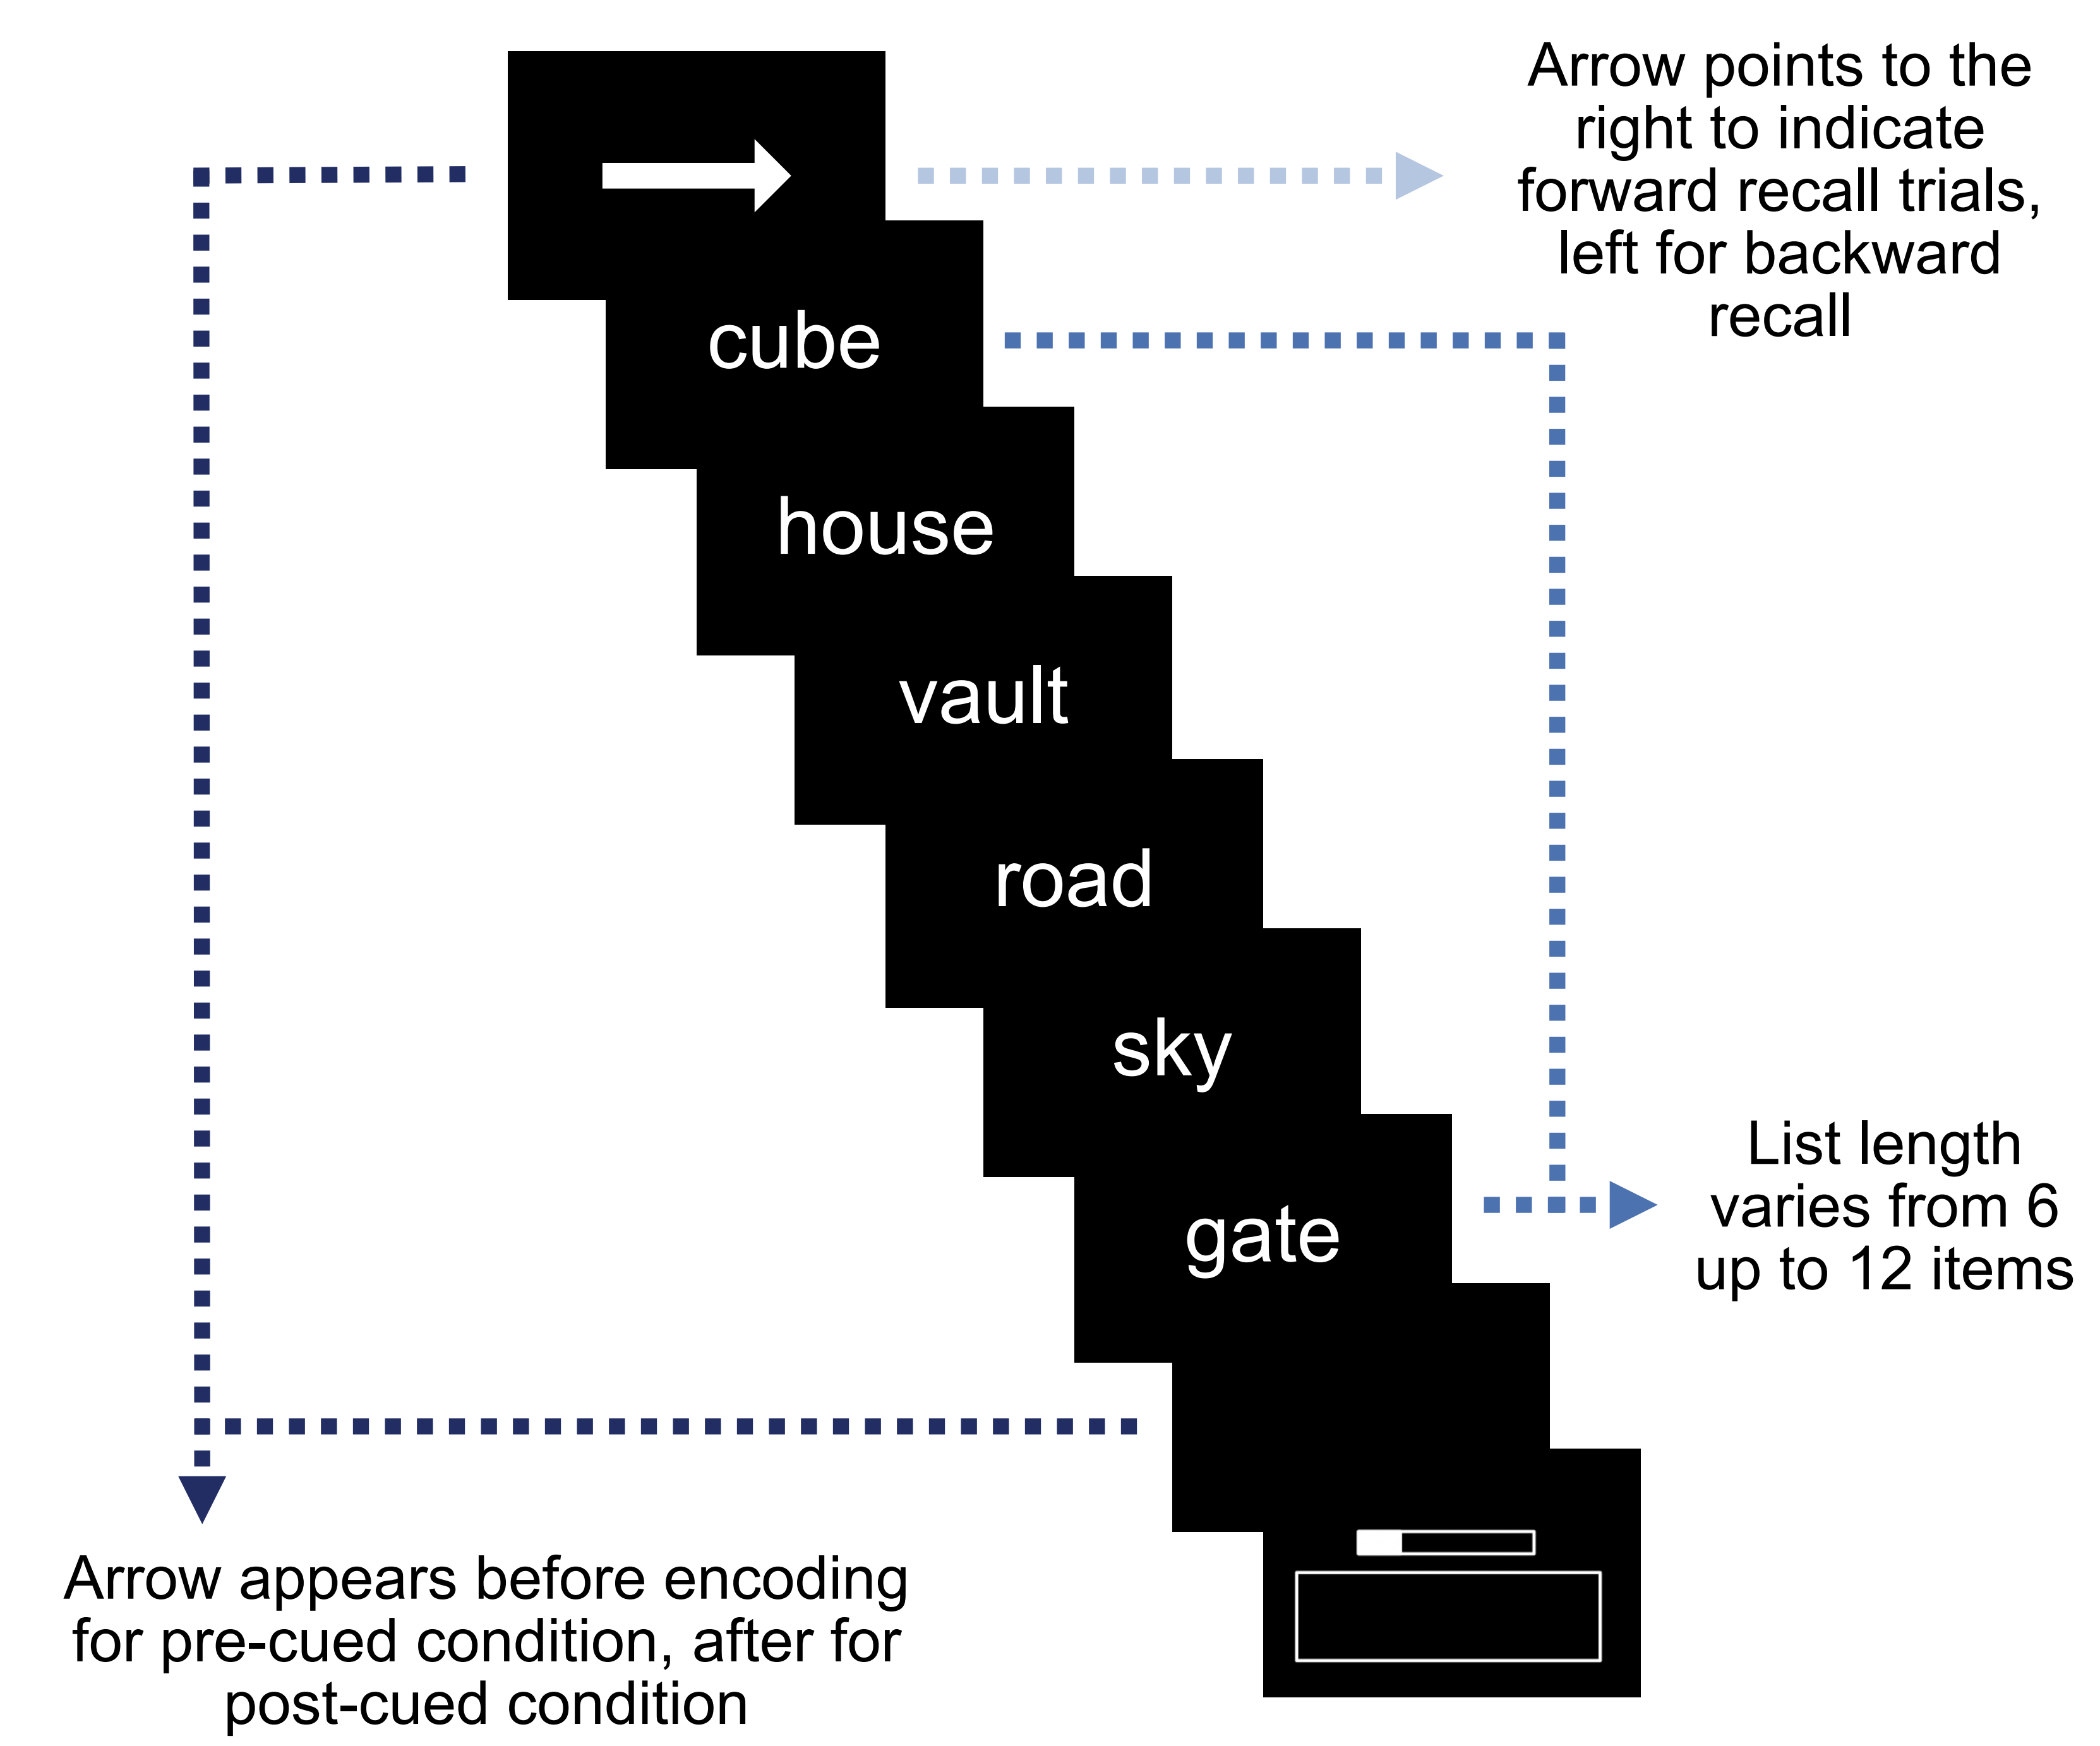 Arrow points to the
right to indicate
forward recall trials,
left for backward
recall
cube
house
vault
road
sky
gate
List length
varies from 6
up to 12 items
Arrow appears before encoding
for pre-cued condition, after for
post-cued condition